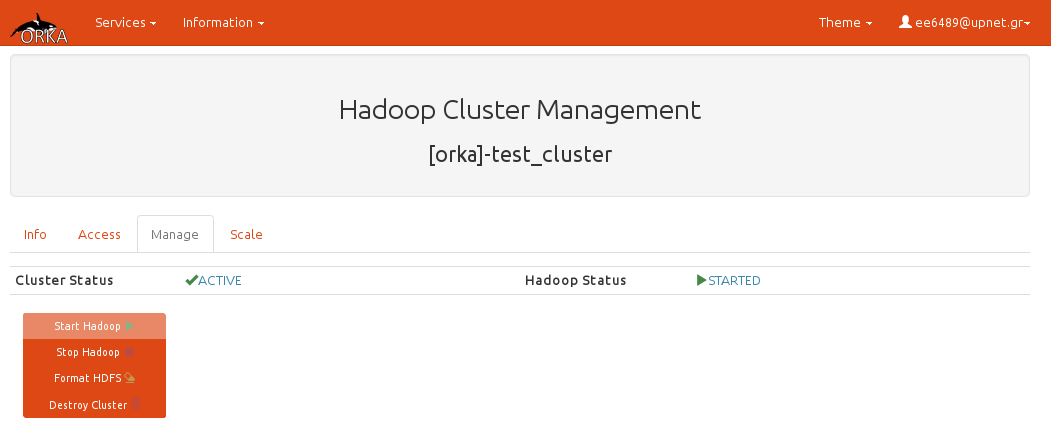 ORKA Services Information Theme ee6489@upnet.gr
Hadoop Cluster Management
[orka]-test_cluster
Info Access Manage Scale
Cluster Status ACTIVE Hadoop Status STARTED
Start Hadoop
Stop Hadoop
Format HDFS
Destroy Cluster